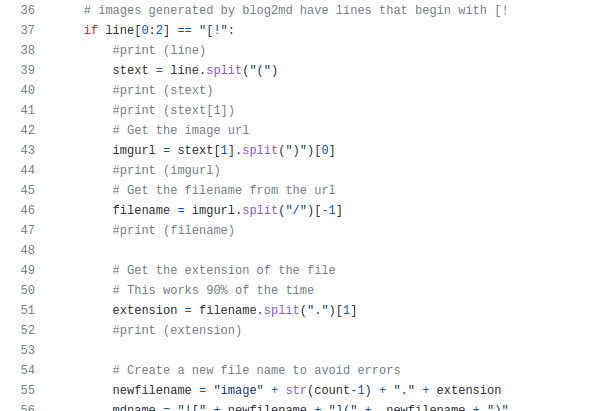 36 # images generated by blog2md have lines that begin with [!
37 if line[0:2] == "[!":
38 #print (line)
39 stext = line.split("(")
40 #print (stext)
41 #print (stext[1])
42 # Get the image url
43 imgurl = stext[1].split(")")[0]
44 #print (imgurl)
45 # Get the filename from the url
46 filename = imgurl.split("/")[-1]
47 #print (filename)
48
49 # Get the extension of the file
50 # This works 90% of the time
51 extension = filename.split(".")[1]
52 #print (extension)
53
54 # Create a new file name to avoid errors
55 newfilename = "image" + str(count-1) + "." + extension
56 mdname = "![" + newfilename + "](" + newfilename + ")"